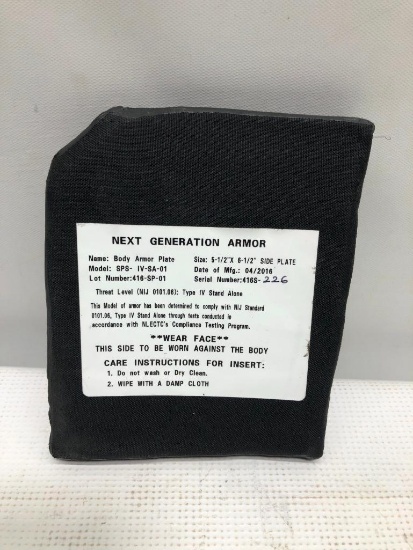 NEXT GENERATION ARMOR
Name: Body Armor Plate Size: 5-1/2"X 6-1/2" SIDE PLATE
Model: SPS- IV-SA-01 Date of Mfg.: 04/2016
Lot Number:416-SP-01 Serial Number:416S-226
Threat Level (NIJ 0101.06); Type IV Stand Alone
This Model of armor has been determined to comply with NIJ Standard
0101.06, Type IV Stand Alone through tests conducted in
accordance with NLECTC's Compliance Testing Program.
**WEAR FACE**
THIS SIDE TO BE WORN AGAINST THE BODY
CARE INSTRUCTIONS FOR INSERT:
1. Do not wash or Dry Clean.
2. WIPE WITH A DAMP CLOTH